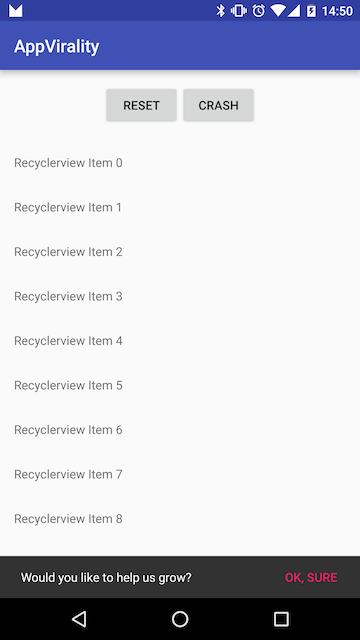 14:50
AppVirality
RESET CRASH
Recyclerview Item 0
Recyclerview Item 1
Recyclerview Item 2
Recyclerview Item 3
Recyclerview Item 4
Recyclerview Item 5
Recyclerview Item 6
Recyclerview Item 7
Recyclerview Item 8
Would you like to help us grow? OK, SURE